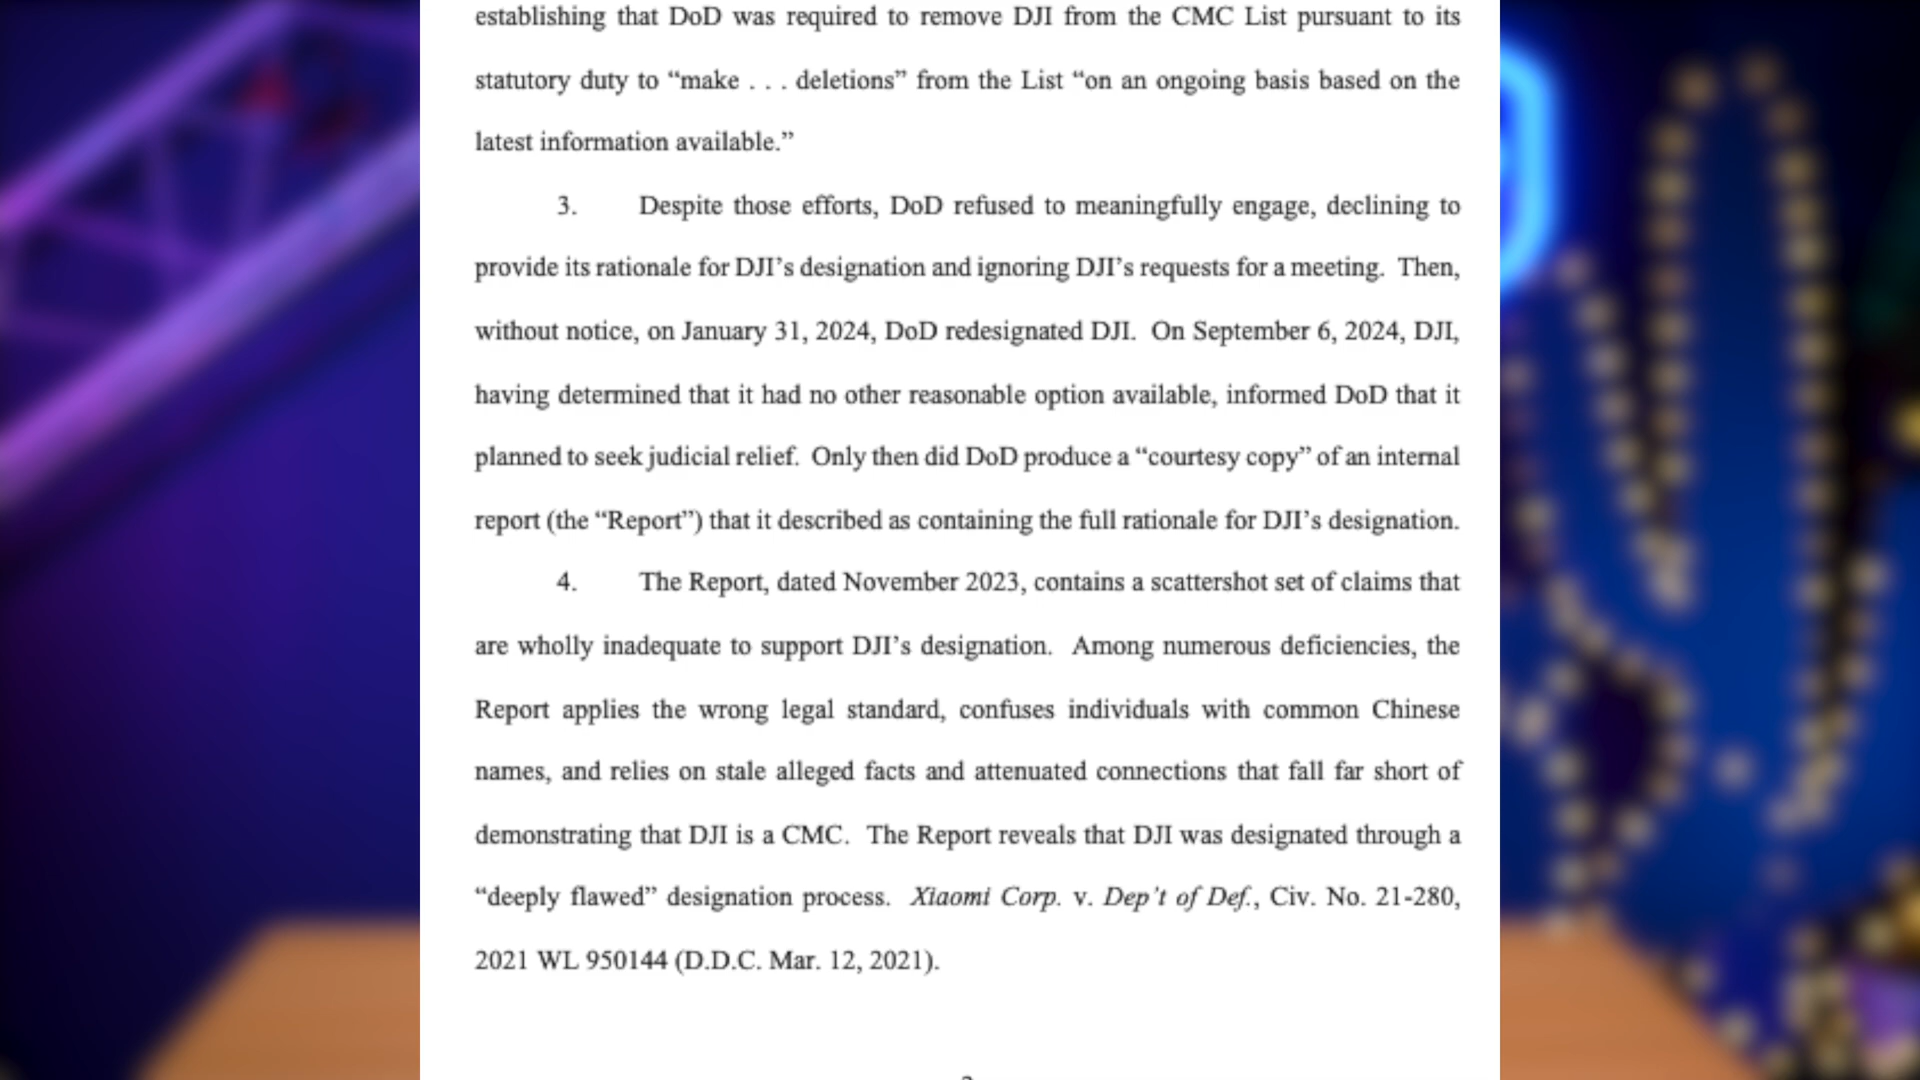 establishing that DoD was required to remove DJI from the CMC List pursuant to its
statutory duty to “make . . . deletions” from the List “on an ongoing basis based on the
latest information available.”
3. Despite those efforts, DoD refused to meaningfully engage, declining to
provide its rationale for DJI’s designation and ignoring DJI’s requests for a meeting. Then,
without notice, on January 31, 2024, DoD redesignated DJI. On September 6, 2024, DJI,
having determined that it had no other reasonable option available, informed DoD that it
planned to seek judicial relief. Only then did DoD produce a “courtesy copy” of an internal
report (the “Report”) that it described as containing the full rationale for DJI’s designation.
4. The Report, dated November 2023, contains a scattershot set of claims that
are wholly inadequate to support DJI’s designation. Among numerous deficiencies, the
Report applies the wrong legal standard, confuses individuals with common Chinese
names, and relies on stale alleged facts and attenuated connections that fall far short of
demonstrating that DJI is a CMC. The Report reveals that DJI was designated through a
“deeply flawed” designation process. Xiaomi Corp. v. Dep’t of Def., Civ. No. 21-280,
2021 WL 950144 (D.D.C. Mar. 12, 2021).